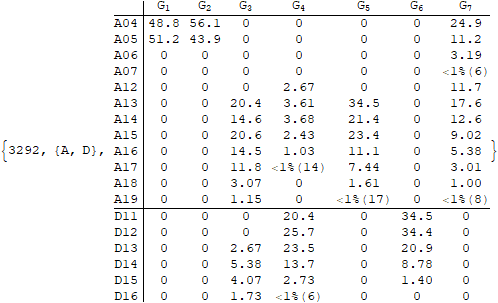 G1 G2 G3 G4 G5 G6 G7
A04 48.8 56.1 0 0 0 0 24.9
A05 51.2 43.9 0 0 0 0 11.2
A06 0 0 0 0 0 0 3.19
A07 0 0 0 0 0 0 <1%(6)
A12 0 0 0 2.67 0 0 11.7
A13 0 0 20.4 3.61 34.5 0 17.6
A14 0 0 14.6 3.68 21.4 0 12.6
A15 0 0 20.6 2.43 23.4 0 9.02
{3292, {A, D}, A16 0 0 14.5 1.03 11.1 0 5.38 }
A17 0 0 11.8 <1%(14) 7.44 0 3.01
A18 0 0 3.07 0 1.61 0 1.00
A19 0 0 1.15 0 <1%(17) 0 <1%(8)
D11 0 0 0 20.4 0 34.5 0
D12 0 0 0 25.7 0 34.4 0
D13 0 0 2.67 23.5 0 20.9 0
D14 0 0 5.38 13.7 0 8.78 0
D15 0 0 4.07 2.73 0 1.40 0
D16 0 0 1.73 <1%(6) 0 0 0